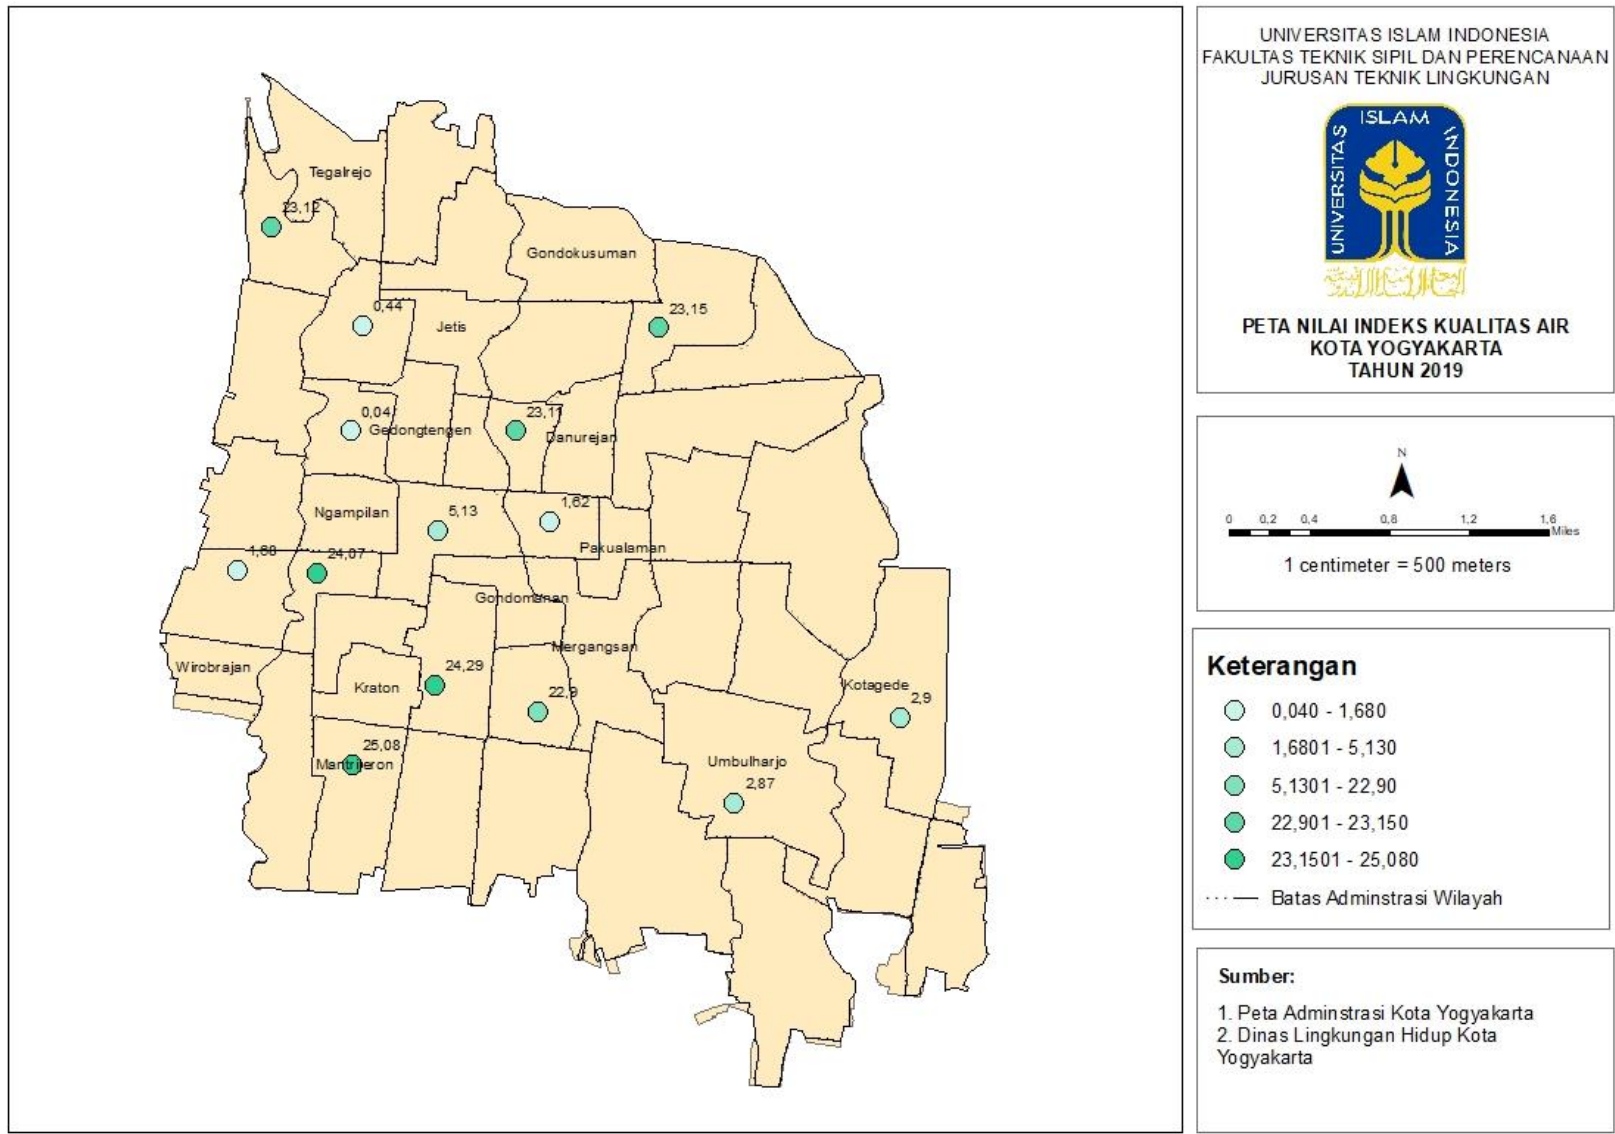 UNIVERSITAS ISLAM INDONESIA
FAKULTAS TEKNIK SIPIL DAN PERENCANAAN
JURUSAN TEKNIK LINGKUNGAN
UNIVERSITAS ISLAM INDONESIA
PETA NILAI INDEKS KUALITAS AIR
KOTA YOGYAKARTA
TAHUN 2019
N
0 0,2 0,4 0,8 1,2 1,6
Miles
1 centimeter = 500 meters
Keterangan
0,040 - 1,680
1,6801 - 5,130
5,1301 - 22,90
22,901 - 23,150
23,1501 - 25,080
Batas Adminstrasi Wilayah
Sumber:
1. Peta Adminstrasi Kota Yogyakarta
2. Dinas Lingkungan Hidup Kota
Yogyakarta
Tegalrejo
23,12
Gondokusuman
0,44
23,15
Jetis
0,04
23,11
Gedongtengen
Danurejan
1,62
Ngampilan
5,13
Pakualaman
1,68
24,07
Gondomanan
Mergangsan
Wirobrajan
24,29
Kraton
Kotagede
22,9
2,9
25,08
Mantrijeron
Umbulharjo
2,87